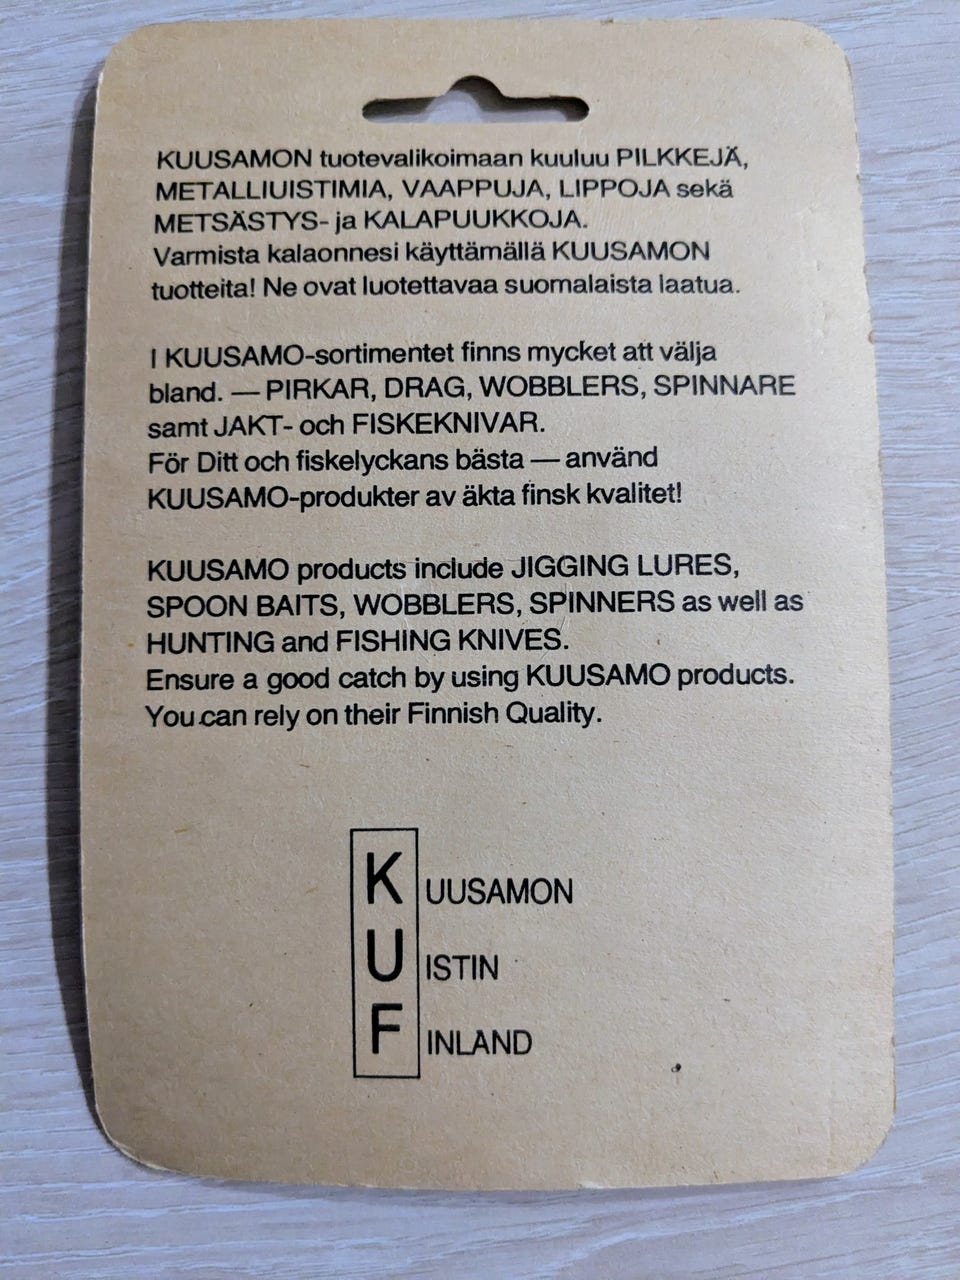 KUUSAMON tuotevalikoimaan kuuluu PILKKEJÄ,
METALLIUISTIMIA, VAAPPUJA, LIPPOJA sekä
METSÄSTYS- ja KALAPUUKKOJA.
Varmista kalaonnesi käyttämällä KUUSAMON
tuotteita! Ne ovat luotettavaa suomalaista laatua.
I KUUSAMO-sortimentet finns mycket att välja
bland. — PIRKAR, DRAG, WOBBLERS, SPINNARE
samt JAKT- och FISKEKNIVAR.
För Ditt och fiskelyckans bästa — använd
KUUSAMO-produkter av äkta finsk kvalitet!
KUUSAMO products include JIGGING LURES,
SPOON BAITS, WOBBLERS, SPINNERS as well as
HUNTING and FISHING KNIVES.
Ensure a good catch by using KUUSAMO products.
You can rely on their Finnish Quality.
KUUSAMON
UISTIN
FINLAND